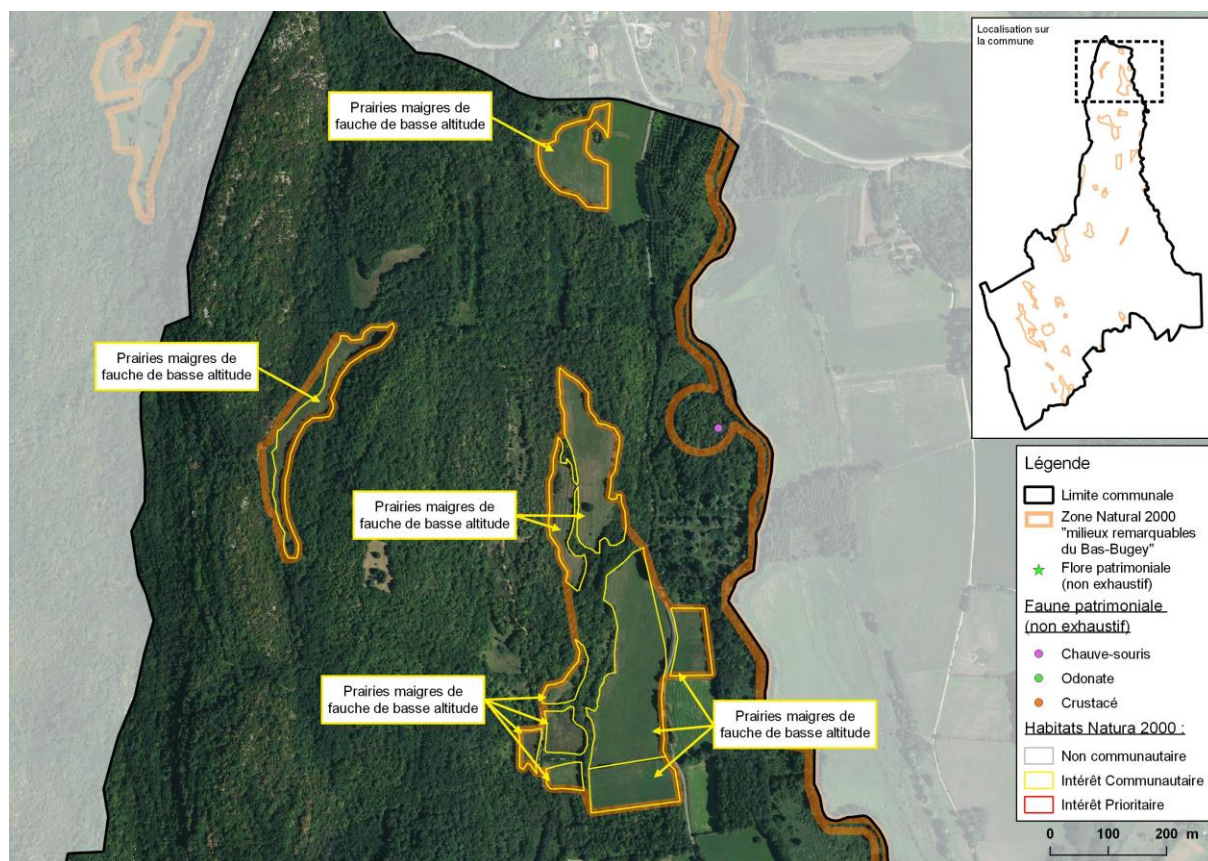 Localisation sur
la commune
Prairies maigres de
fauche de basse altitude
Prairies maigres de
fauche de basse altitude
Prairies maigres de
fauche de basse altitude
Prairies maigres de
fauche de basse altitude
Prairies maigres de
fauche de basse altitude
Légende
Limite communale
Zone Natural 2000
"milieux remarquables
du Bas-Bugey"
Flore patrimoniale
(non exhaustif)
Faune patrimoniale
(non exhaustif)
Chauve-souris
Odonate
Crustacé
Habitats Natura 2000 :
Non communautaire
Intérêt Communautaire
Intérêt Prioritaire
0 100 200 m